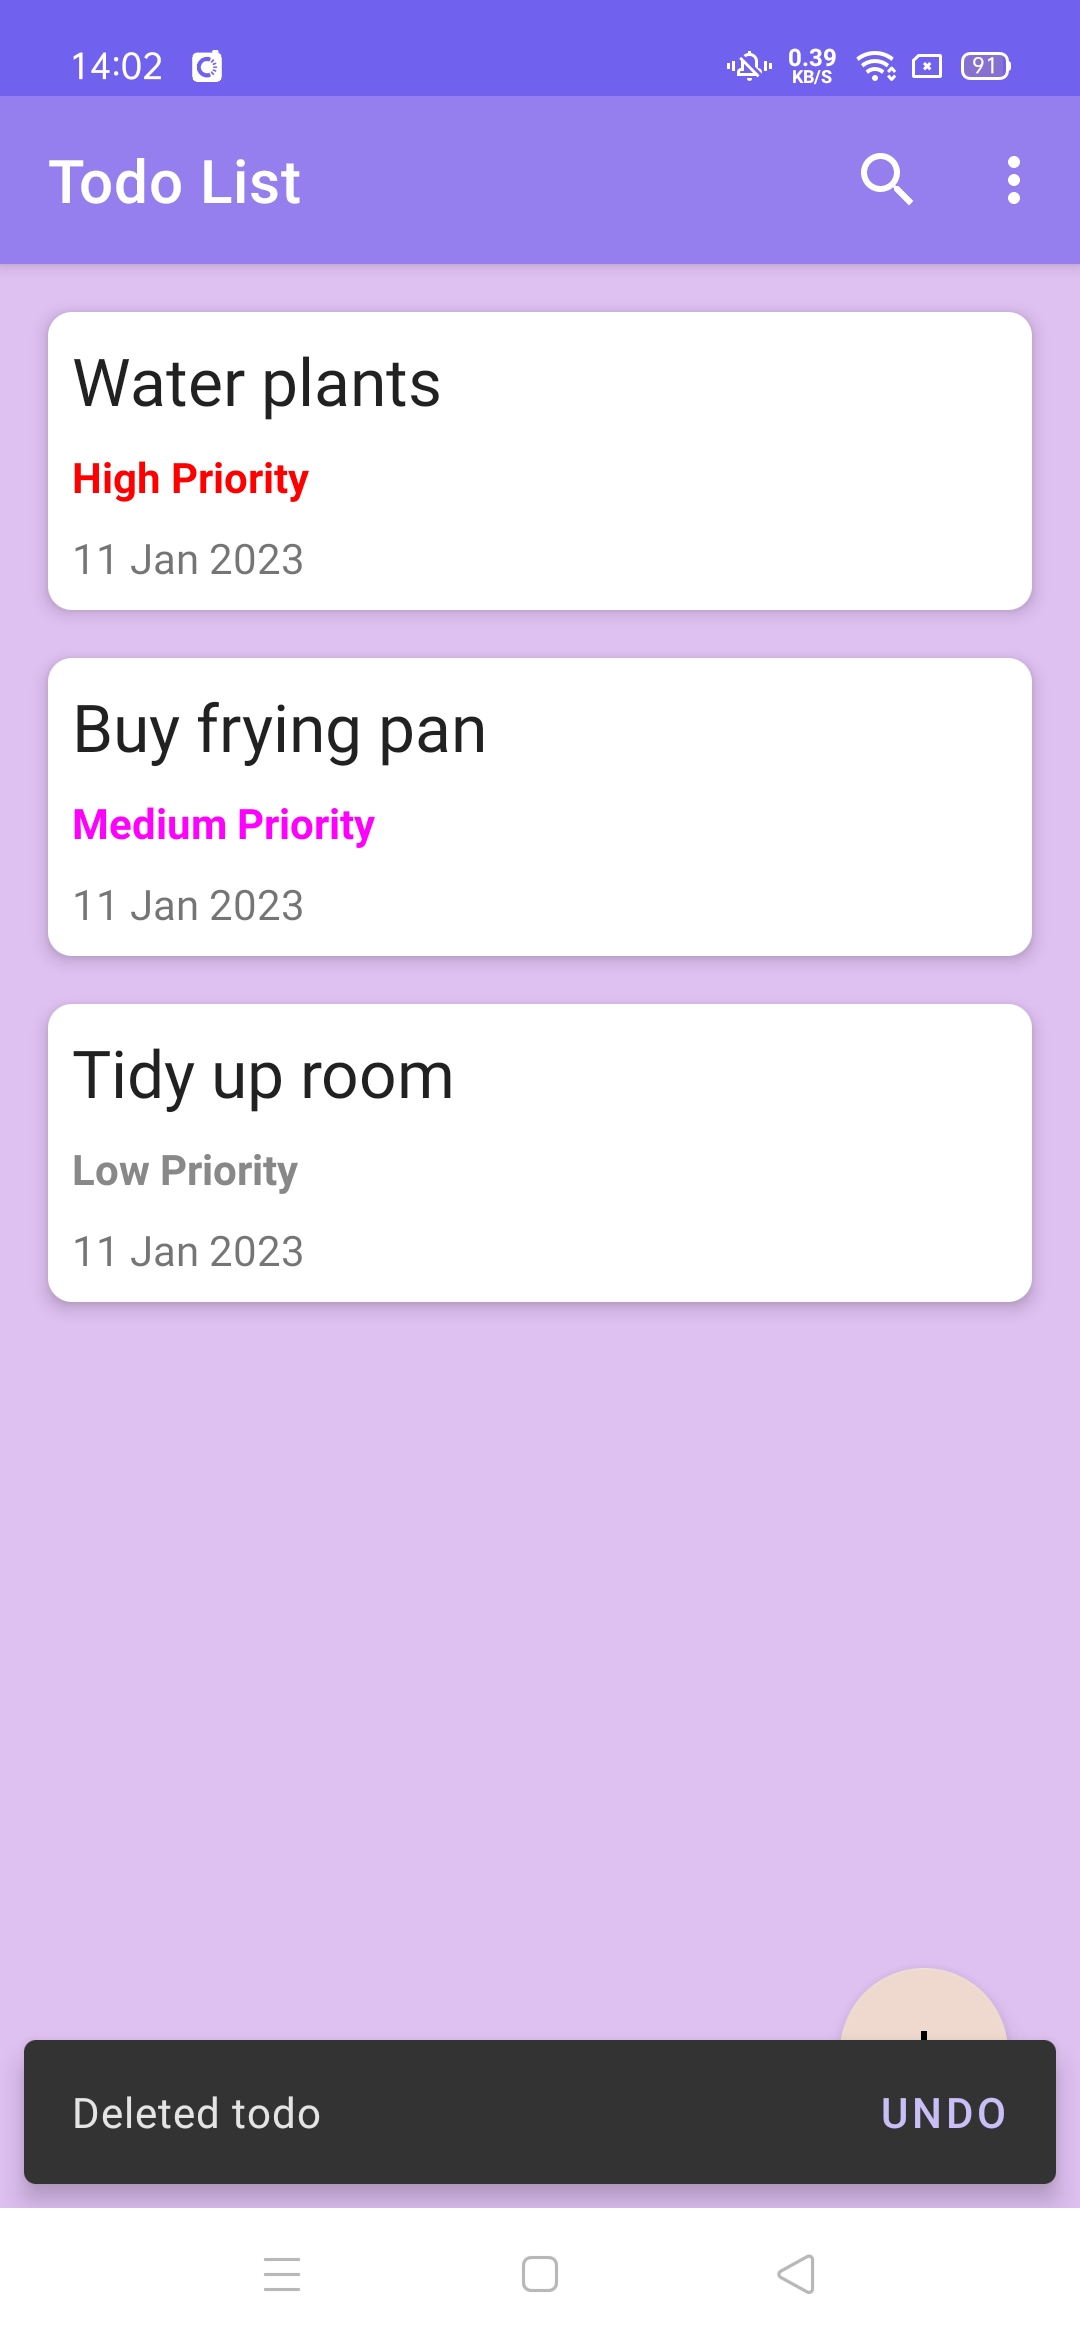 14:02
0.39
KB/S
91
Todo List
Water plants
High Priority
11 Jan 2023
Buy frying pan
Medium Priority
11 Jan 2023
Tidy up room
Low Priority
11 Jan 2023
Deleted todo UNDO